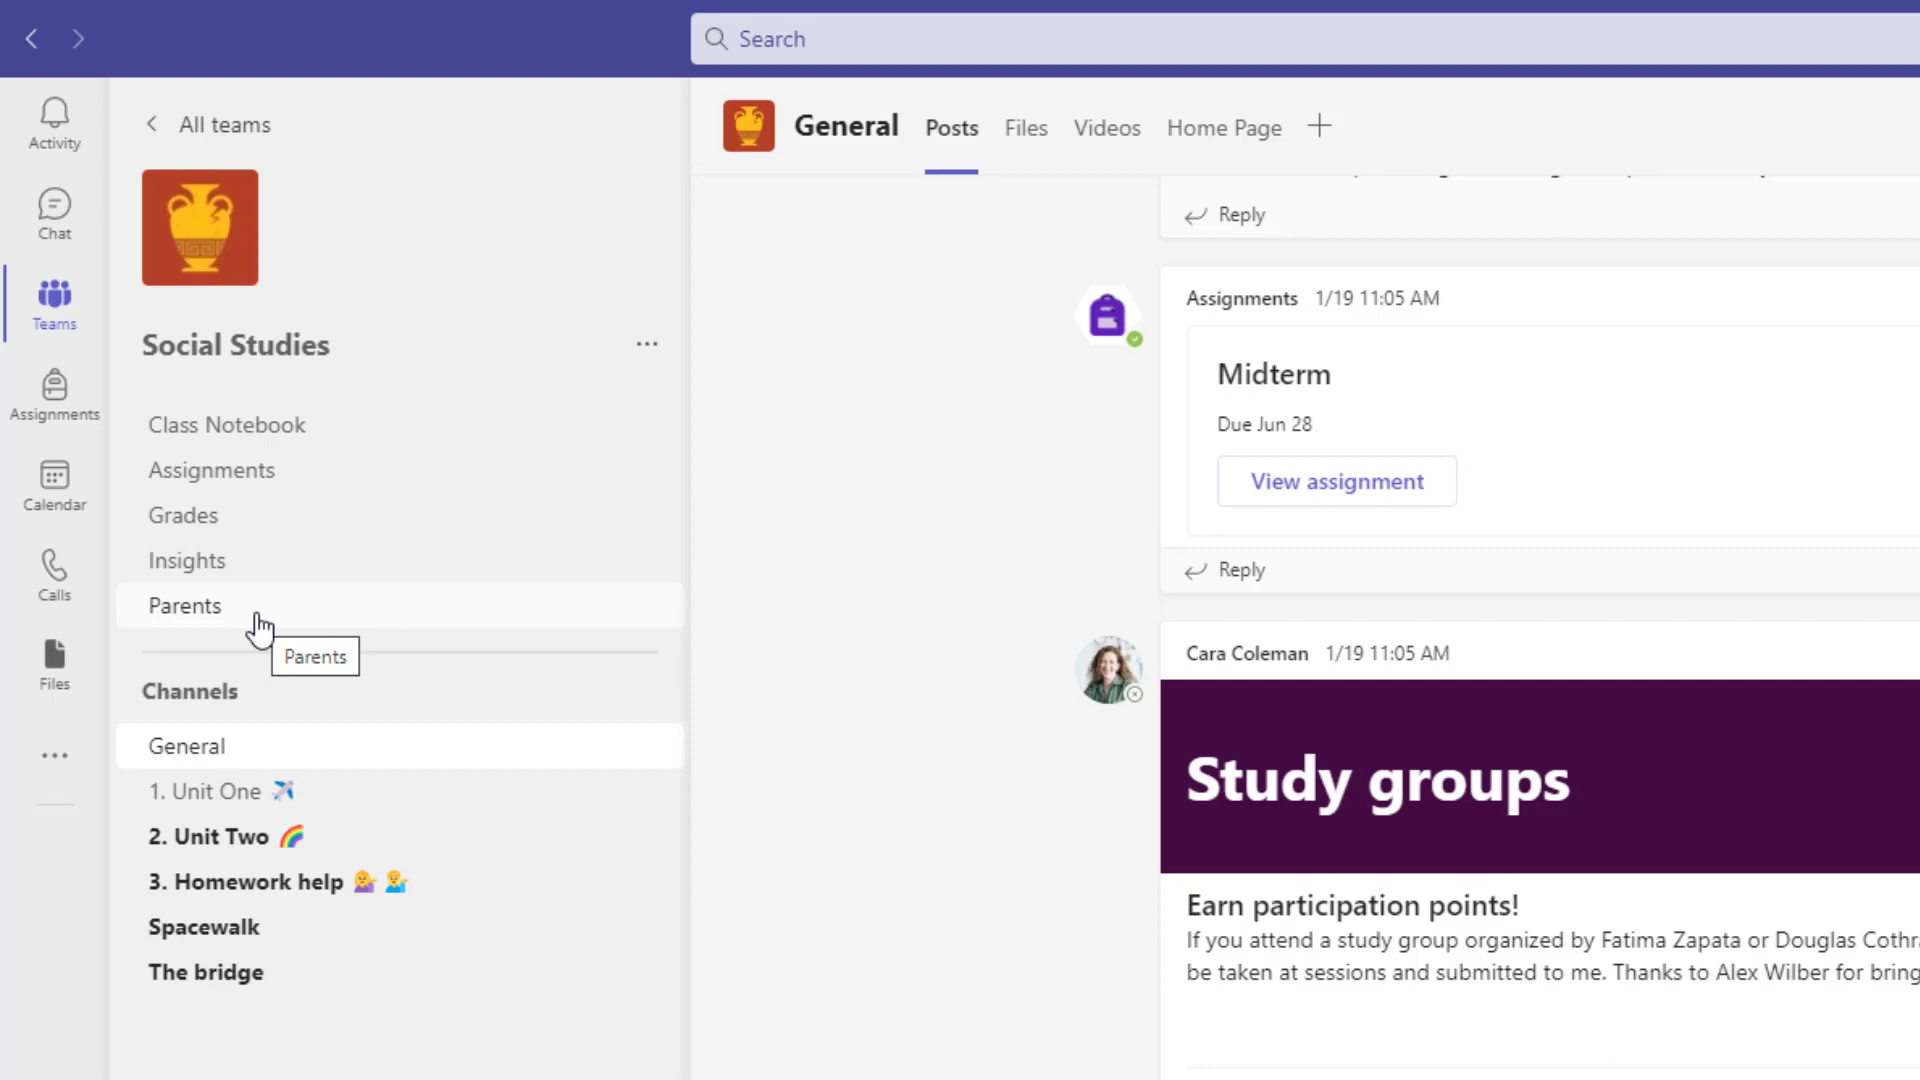 Search
Activity
Chat
Teams
Assignments
Calendar
Calls
Files
All teams
Social Studies
Class Notebook
Assignments
Grades
Insights
Parents
Parents
Channels
General
1. Unit One ✈️
2. Unit Two 🌈
3. Homework help 💁‍♀️ 💁‍♂️
Spacewalk
The bridge
General Posts Files Videos Home Page
Reply
Assignments 1/19 11:05 AM
Midterm
Due Jun 28
View assignment
Reply
Cara Coleman 1/19 11:05 AM
Study groups
Earn participation points!
If you attend a study group organized by Fatima Zapata or Douglas
be taken at sessions and submitted to me. Thanks to Alex Wilber for